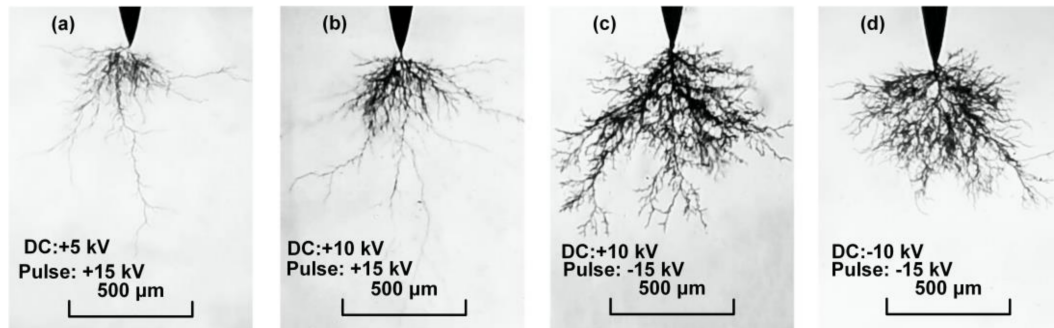 (a)
DC:+5 kV
Pulse: +15 kV
500 μm
(b)
DC:+10 kV
Pulse: +15 kV
500 μm
(c)
DC:+10 kV
Pulse: -15 kV
500 μm
(d)
DC:-10 kV
Pulse: -15 kV
500 μm